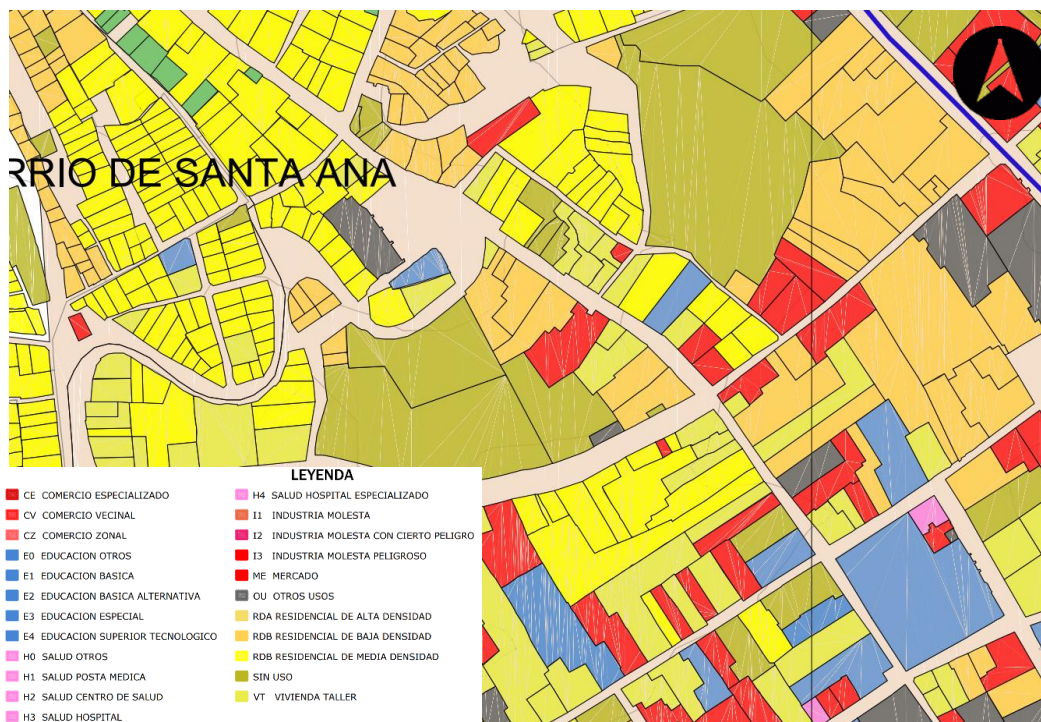 RRIO DE SANTA ANA
LEYENDA
CE COMERCIO ESPECIALIZADO
CV COMERCIO VECINAL
CZ COMERCIO ZONAL
E0 EDUCACION OTROS
E1 EDUCACION BASICA
E2 EDUCACION BASICA ALTERNATIVA
E3 EDUCACION ESPECIAL
E4 EDUCACION SUPERIOR TECNOLOGICO
H0 SALUD OTROS
H1 SALUD POSTA MEDICA
H2 SALUD CENTRO DE SALUD
H3 SALUD HOSPITAL
H4 SALUD HOSPITAL ESPECIALIZADO
I1 INDUSTRIA MOLESTA
I2 INDUSTRIA MOLESTA CON CIERTO PELIGRO
I3 INDUSTRIA MOLESTA PELIGROSO
ME MERCADO
OU OTROS USOS
RDA RESIDENCIAL DE ALTA DENSIDAD
RDB RESIDENCIAL DE BAJA DENSIDAD
RDB RESIDENCIAL DE MEDIA DENSIDAD
SIN USO
VT VIVIENDA TALLER